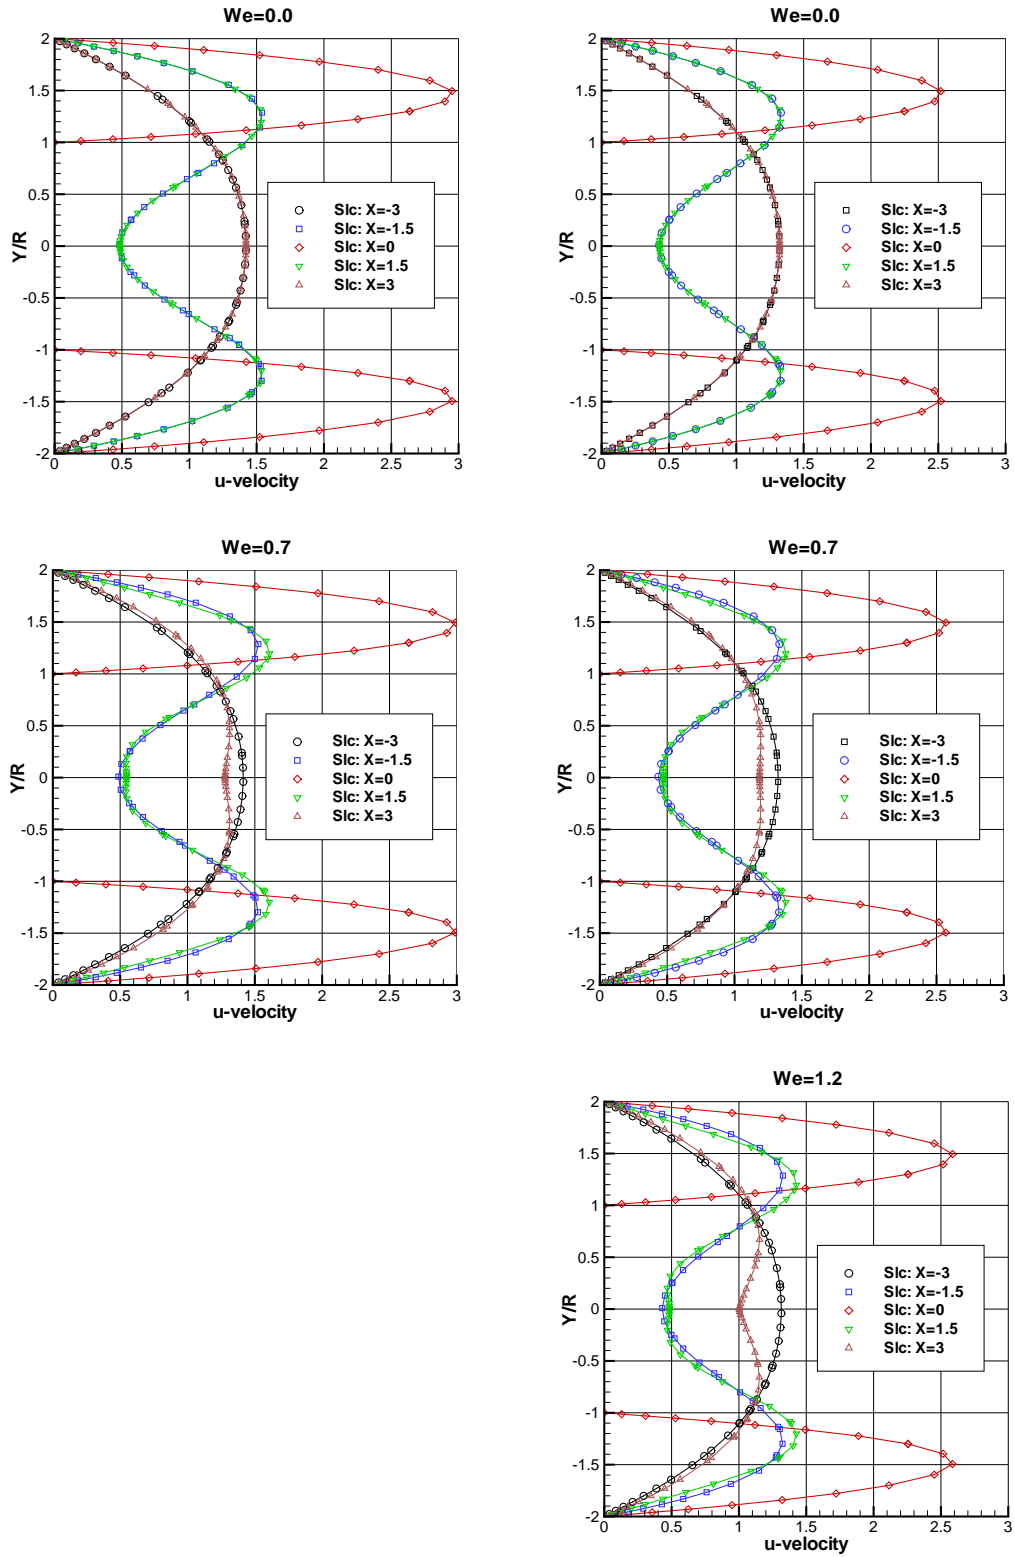 We=0.0
2
1.5
1
0.5
0
-0.5
-1
-1.5
-2
Y/R
0
0.5
1
1.5
2
2.5
3
u-velocity
Slc: X=-3
Slc: X=-1.5
Slc: X=0
Slc: X=1.5
Slc: X=3
We=0.0
2
1.5
1
0.5
0
-0.5
-1
-1.5
-2
Y/R
0
0.5
1
1.5
2
2.5
3
u-velocity
Slc: X=-3
Slc: X=-1.5
Slc: X=0
Slc: X=1.5
Slc: X=3
We=0.7
2
1.5
1
0.5
0
-0.5
-1
-1.5
-2
Y/R
0
0.5
1
1.5
2
2.5
3
u-velocity
Slc: X=-3
Slc: X=-1.5
Slc: X=0
Slc: X=1.5
Slc: X=3
We=0.7
2
1.5
1
0.5
0
-0.5
-1
-1.5
-2
Y/R
0
0.5
1
1.5
2
2.5
3
u-velocity
Slc: X=-3
Slc: X=-1.5
Slc: X=0
Slc: X=1.5
Slc: X=3
We=1.2
2
1.5
1
0.5
0
-0.5
-1
-1.5
-2
Y/R
0
0.5
1
1.5
2
2.5
3
u-velocity
Slc: X=-3
Slc: X=-1.5
Slc: X=0
Slc: X=1.5
Slc: X=3